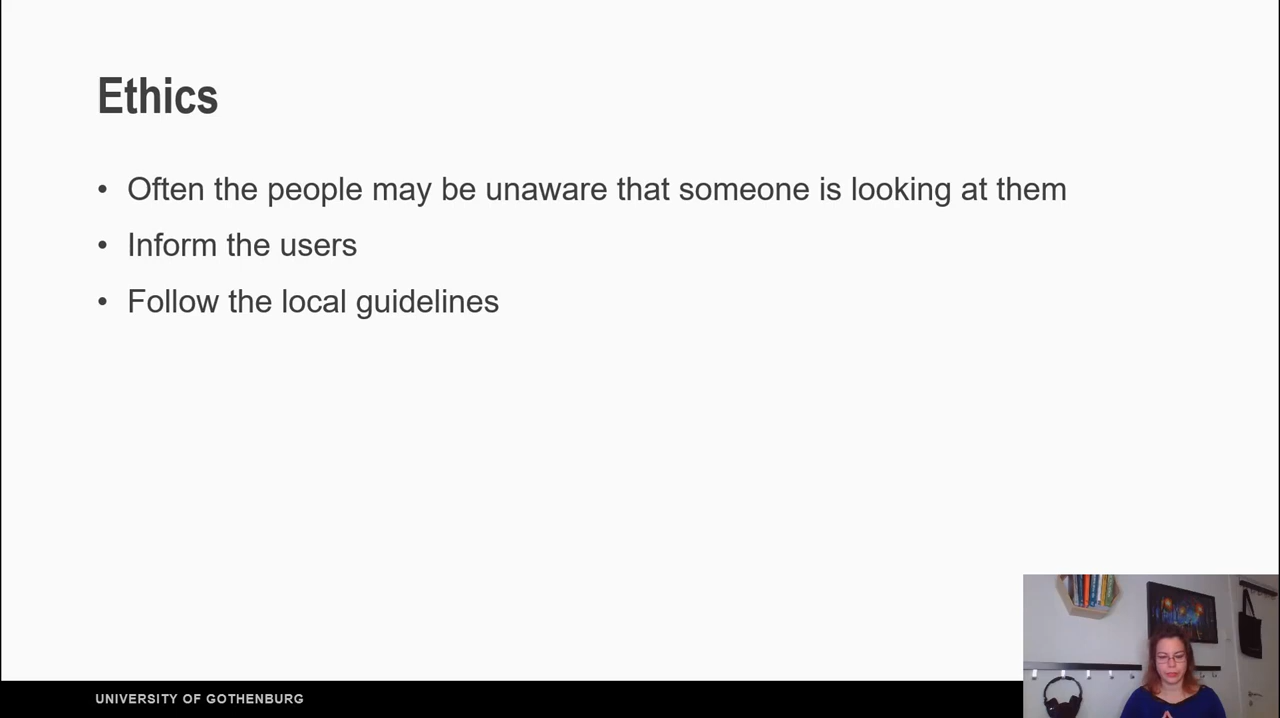 Ethics
• Often the people may be unaware that someone is looking at them
• Inform the users
• Follow the local guidelines
UNIVERSITY OF GOTHENBURG